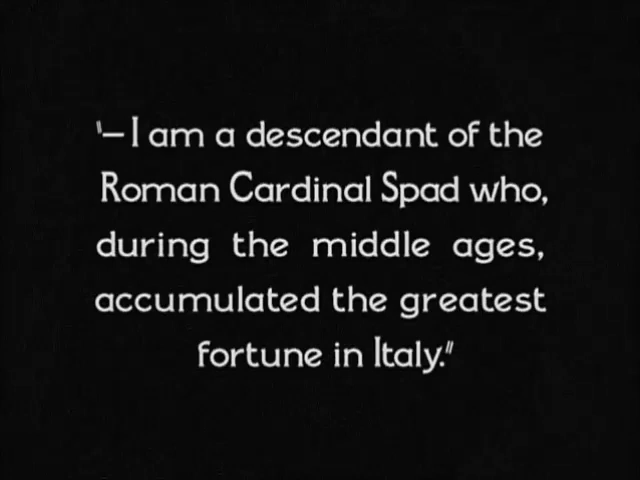 "—I am a descendant of the
Roman Cardinal Spad who,
during the middle ages,
accumulated the greatest
fortune in Italy."